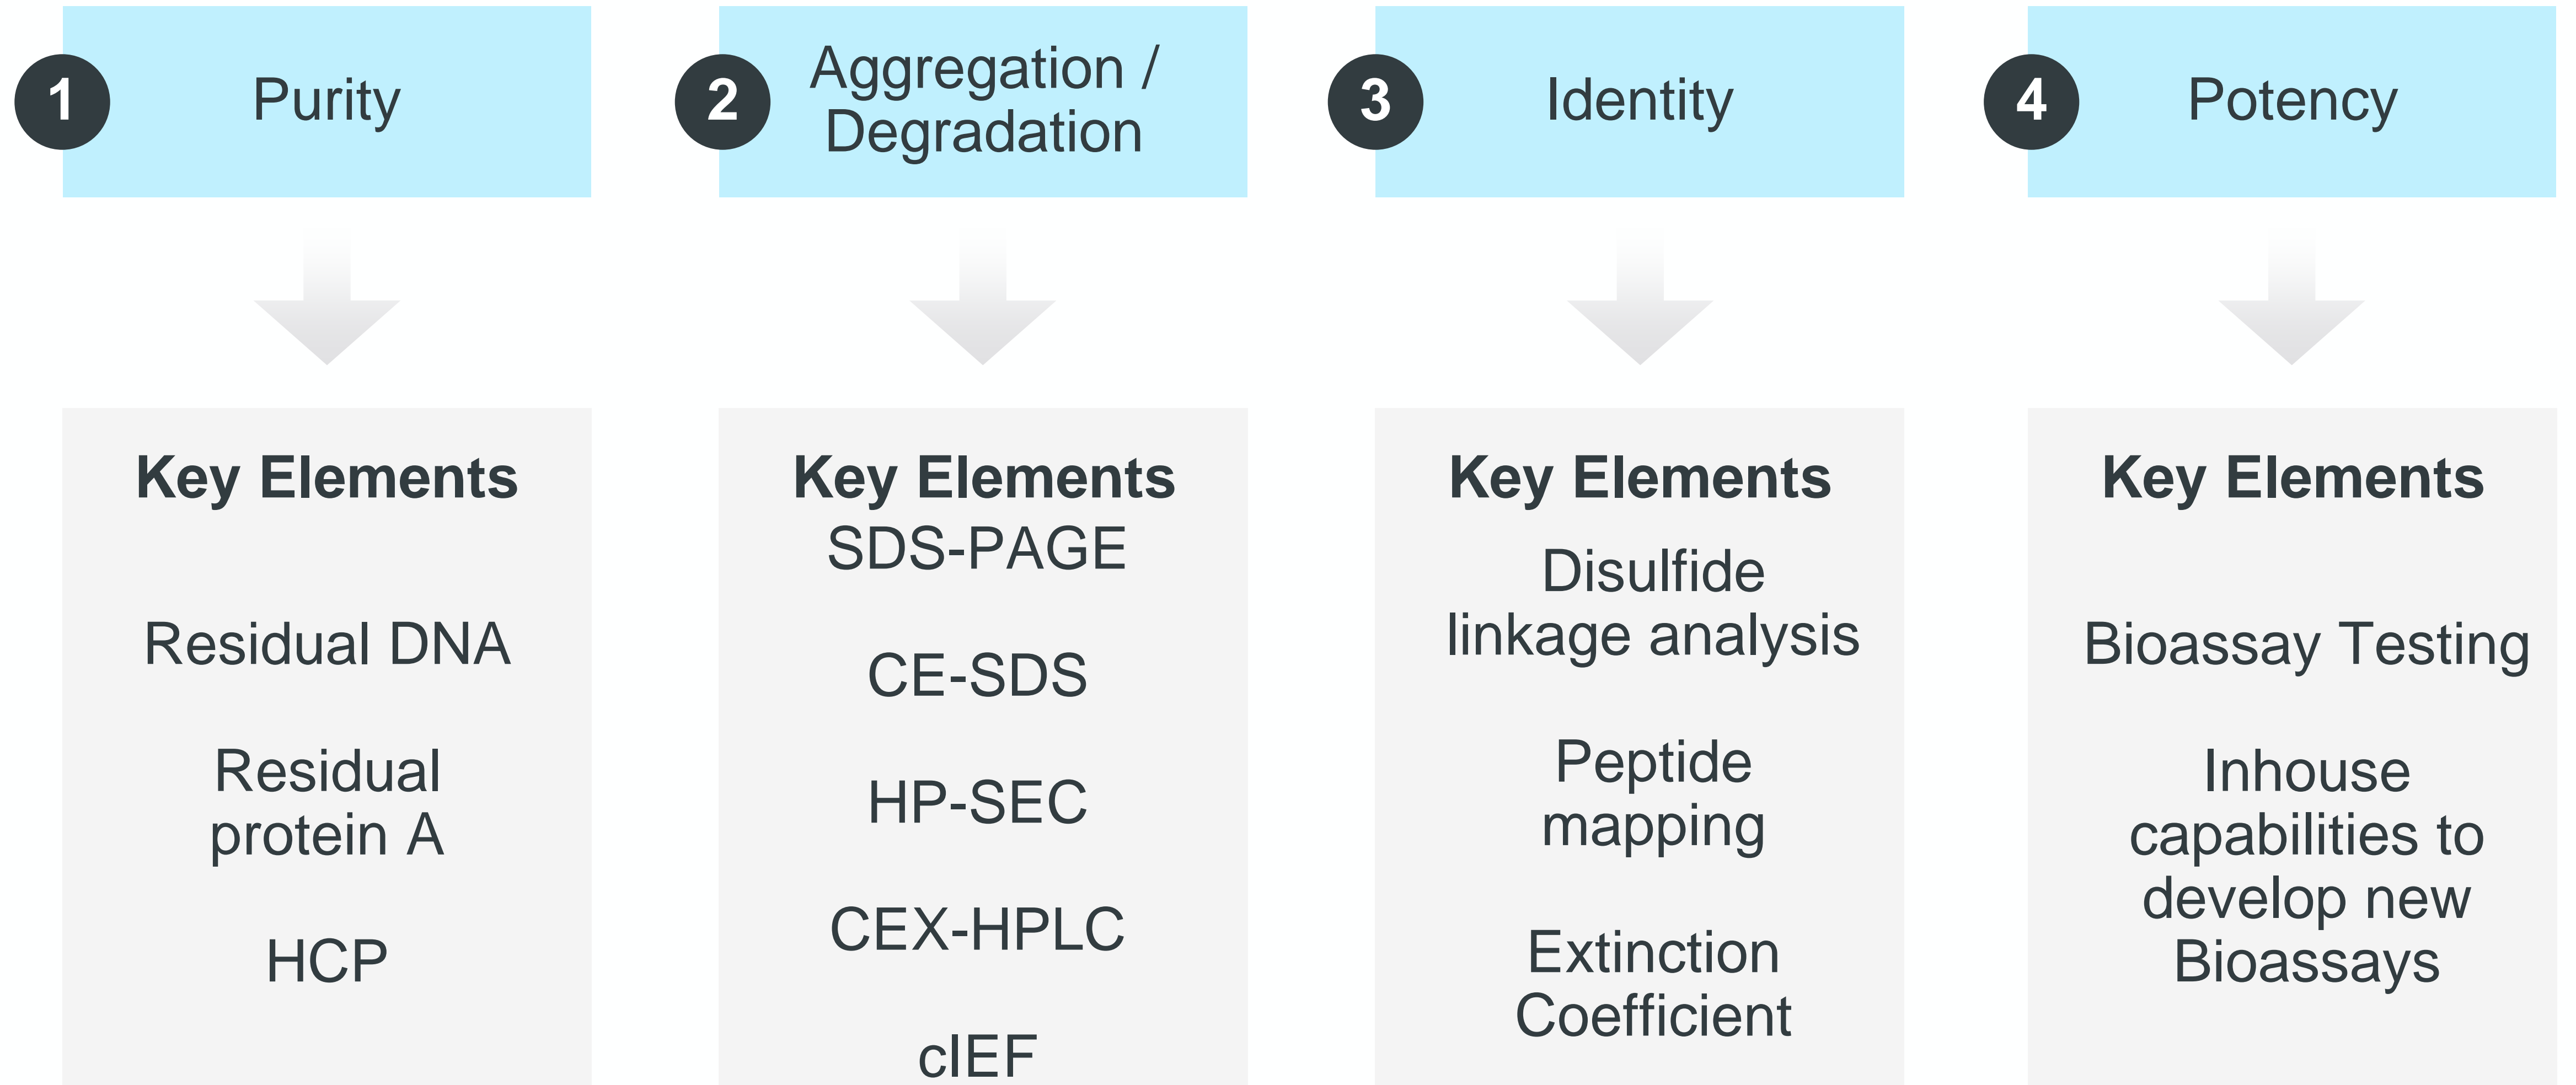 1
Purity
2
Aggregation /
Degradation
3
Identity
4
Potency
Key Elements
Residual DNA
Residual
protein A
HCP
Key Elements
SDS-PAGE
CE-SDS
HP-SEC
CEX-HPLC
cIEF
Key Elements
Disulfide
linkage analysis
Peptide
mapping
Extinction
Coefficient
Key Elements
Bioassay Testing
Inhouse
capabilities to
develop new
Bioassays